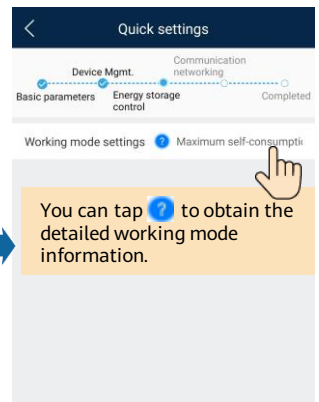 Quick settings
Communication
Device Mgmt. networking
Basic parameters Energy storage Completed
control
Working mode settings ? Maximum self-consumptio
You can tap ? to obtain the
detailed working mode
information.